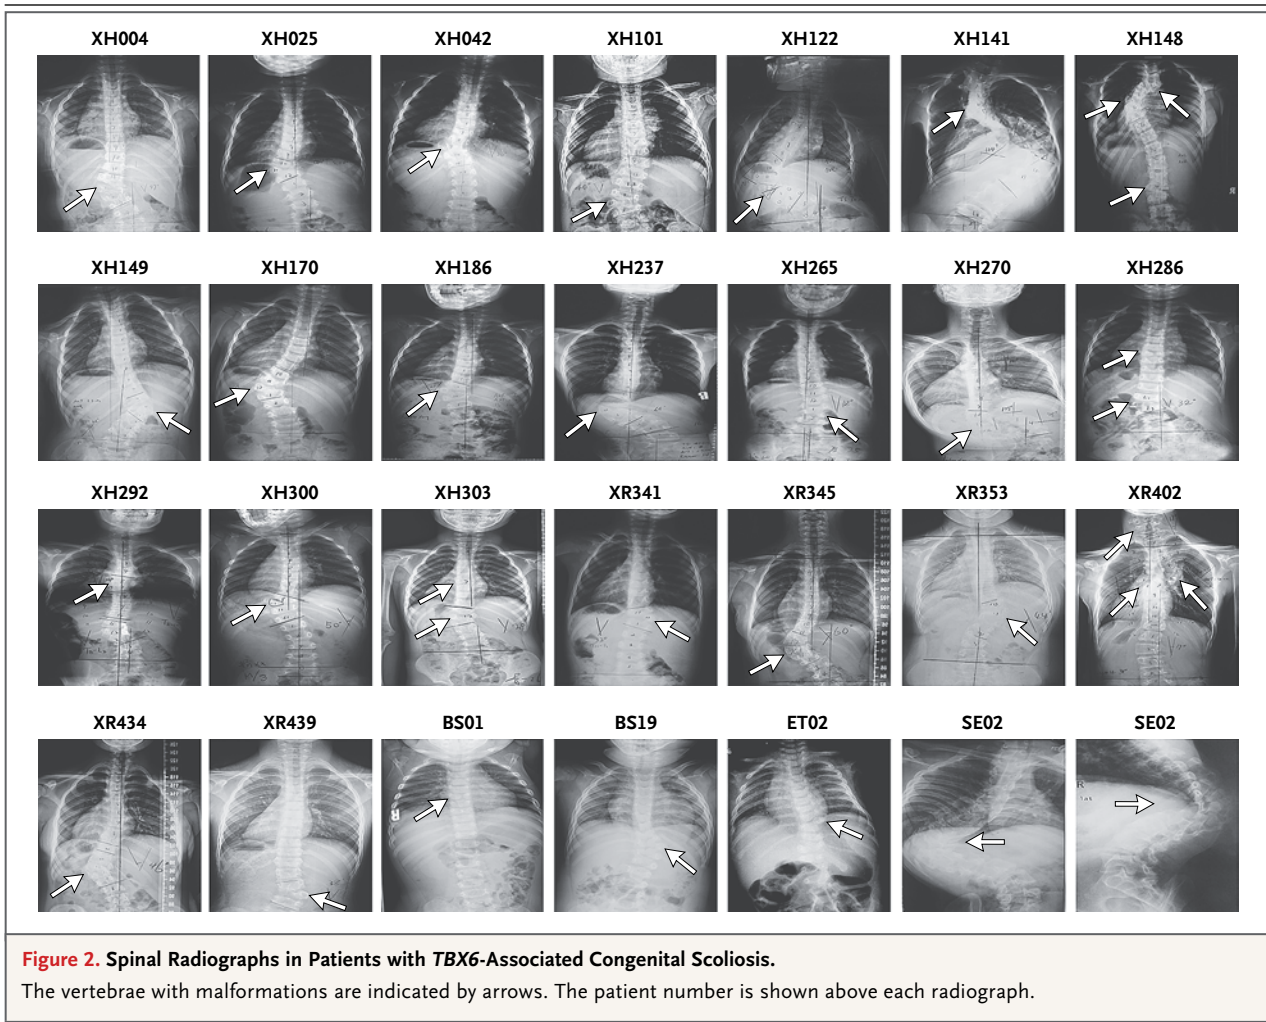 XH004 XH025 XH042 XH101 XH122 XH141 XH148
XH149 XH170 XH186 XH237 XH265 XH270 XH286
XH292 XH300 XH303 XR341 XR345 XR353 XR402
XR434 XR439 BS01 BS19 ET02 SE02 SE02
R
R
Figure 2. Spinal Radiographs in Patients with TBX6-Associated Congenital Scoliosis.
The vertebrae with malformations are indicated by arrows. The patient number is shown above each radiograph.